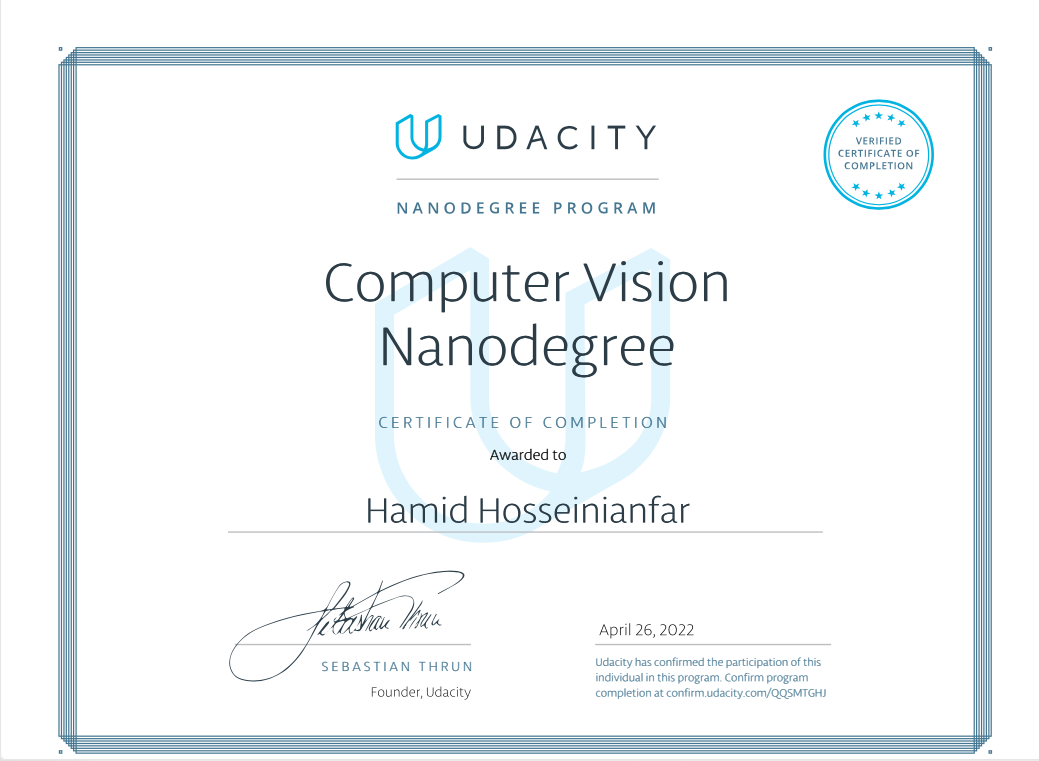 UDACITY
VERIFIED
CERTIFICATE OF
COMPLETION
NANODEGREE PROGRAM
Computer Vision
Nanodegree
CERTIFICATE OF COMPLETION
Awarded to
Hamid Hosseinianfar
Sebastian Thrun
April 26, 2022
SEBASTIAN THRUN
Founder, Udacity
Udacity has confirmed the participation of this
individual in this program. Confirm program
completion at confirm.udacity.com/QQSMTGHJ